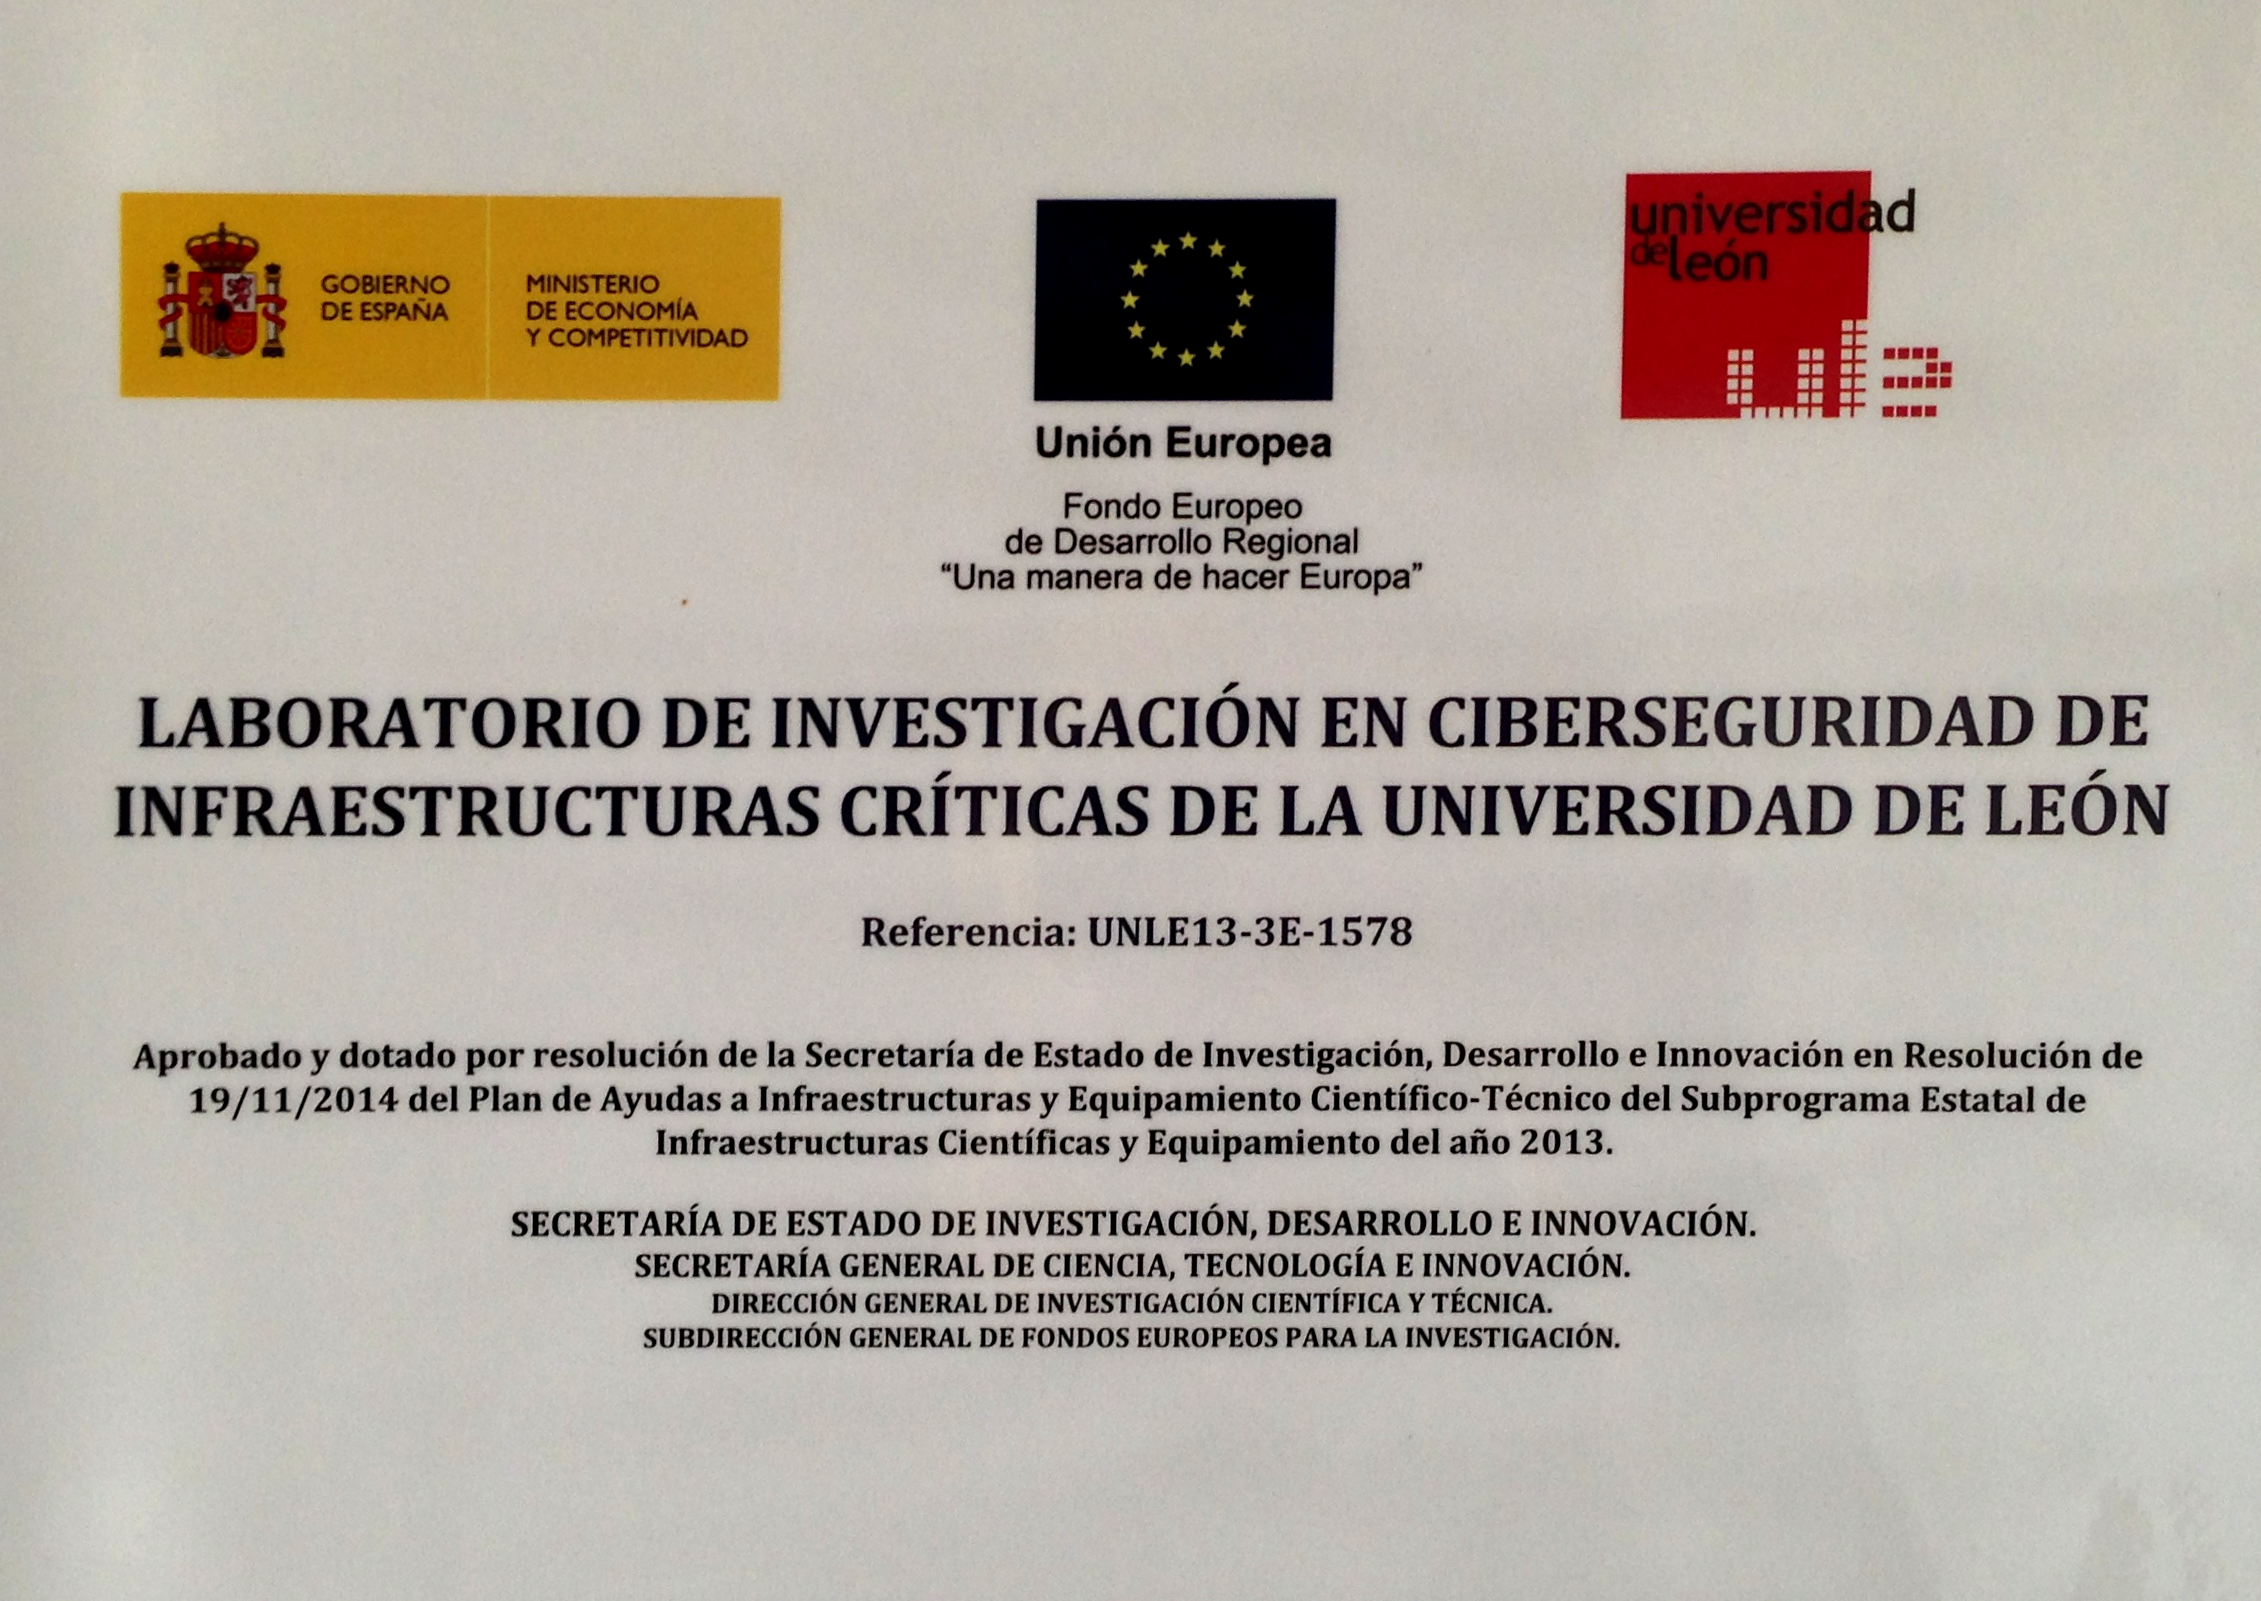 GOBIERNO
DE ESPAÑA
MINISTERIO
DE ECONOMÍA
Y COMPETITIVIDAD
universidad
de león
ule
Unión Europea
Fondo Europeo
de Desarrollo Regional
“Una manera de hacer Europa”
LABORATORIO DE INVESTIGACIÓN EN CIBERSEGURIDAD DE
INFRAESTRUCTURAS CRÍTICAS DE LA UNIVERSIDAD DE LEÓN
Referencia: UNLE13-3E-1578
Aprobado y dotado por resolución de la Secretaría de Estado de Investigación, Desarrollo e Innovación en Resolución de
19/11/2014 del Plan de Ayudas a Infraestructuras y Equipamiento Científico-Técnico del Subprograma Estatal de
Infraestructuras Científicas y Equipamiento del año 2013.
SECRETARÍA DE ESTADO DE INVESTIGACIÓN, DESARROLLO E INNOVACIÓN.
SECRETARÍA GENERAL DE CIENCIA, TECNOLOGÍA E INNOVACIÓN.
DIRECCIÓN GENERAL DE INVESTIGACIÓN CIENTÍFICA Y TÉCNICA.
SUBDIRECCIÓN GENERAL DE FONDOS EUROPEOS PARA LA INVESTIGACIÓN.